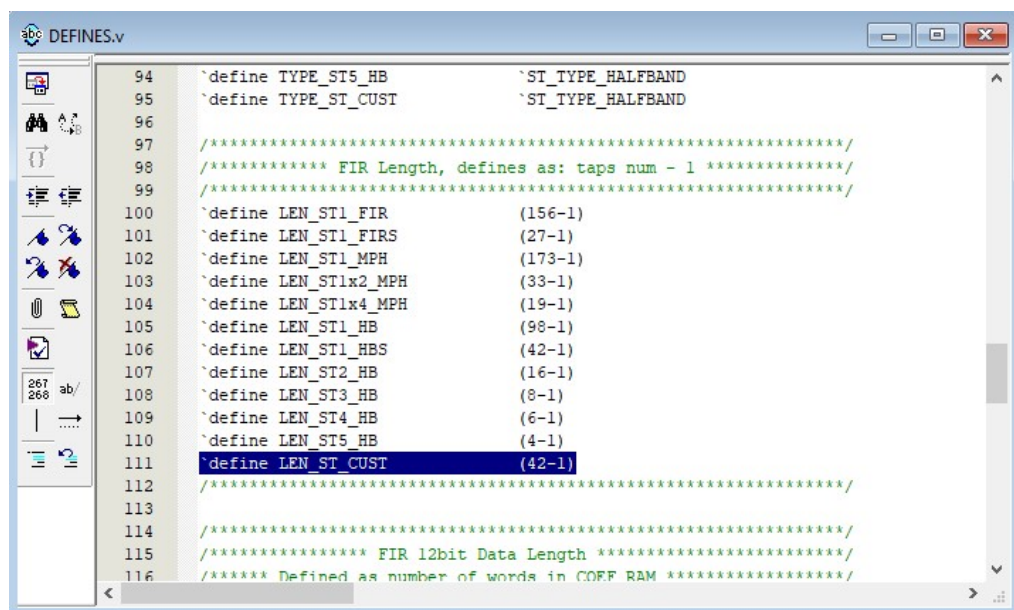 DEFINES.v
94 `define TYPE_ST5_HB `ST_TYPE_HALFBAND
95 `define TYPE_ST_CUST `ST_TYPE_HALFBAND
96
97 /***************************************************************/
98 /************ FIR Length, defines as: taps num - 1 **************/
99 /***************************************************************/
100 `define LEN_ST1_FIR (156-1)
101 `define LEN_ST1_FIRS (27-1)
102 `define LEN_ST1_MPH (173-1)
103 `define LEN_ST1x2_MPH (33-1)
104 `define LEN_ST1x4_MPH (19-1)
105 `define LEN_ST1_HB (98-1)
106 `define LEN_ST1_HBS (42-1)
107 `define LEN_ST2_HB (16-1)
108 `define LEN_ST3_HB (8-1)
109 `define LEN_ST4_HB (6-1)
110 `define LEN_ST5_HB (4-1)
111 `define LEN_ST_CUST (42-1)
112 /***************************************************************/
113
114 /***************************************************************/
115 /**************** FIR 12bit Data Length *************************/
116 /****** Defined as number of words in COEF RAM ******************/
267
268
ab/